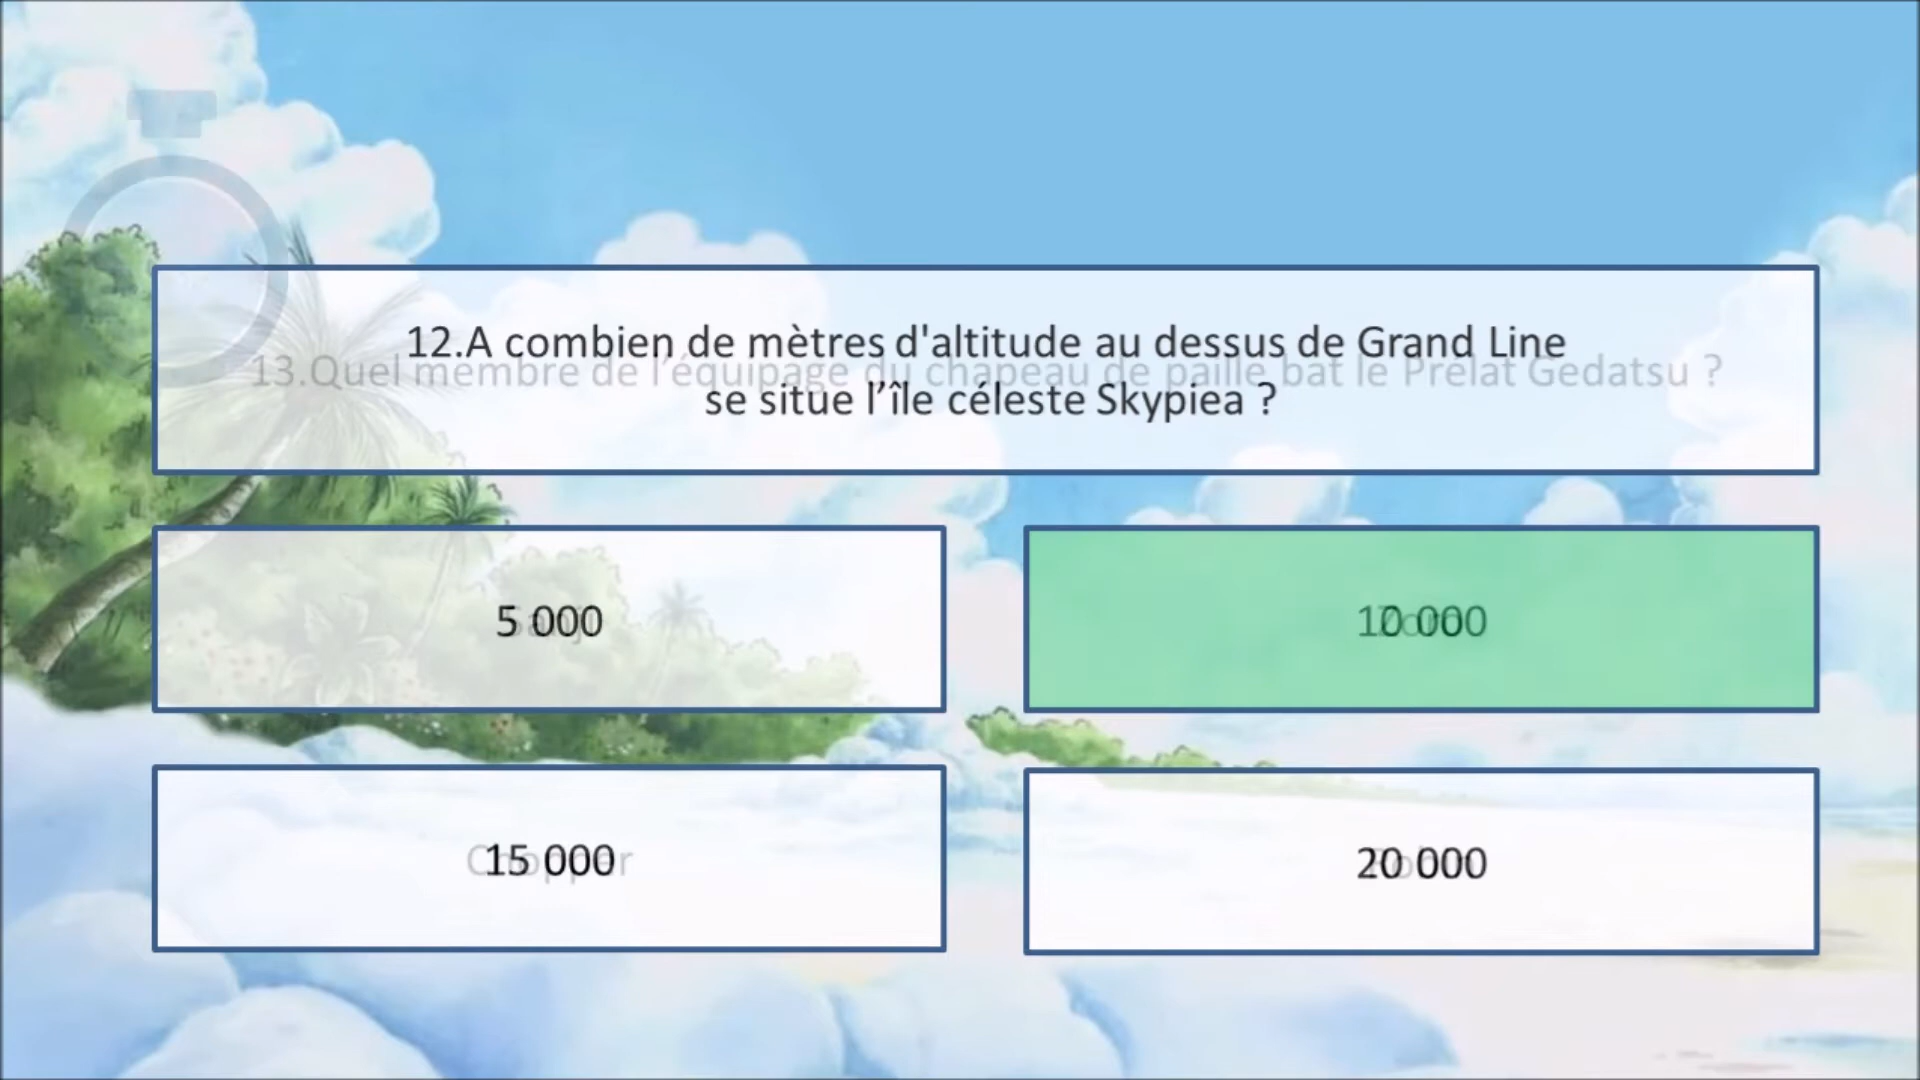 12.A combien de mètres d'altitude au dessus de Grand Line
13.Quel membre de l'équipage du chapeau de paille bat le Prélat Gedatsu ?
se situe l’île céleste Skypiea ?
5 000
10 000
15 000
Chopper
20 000